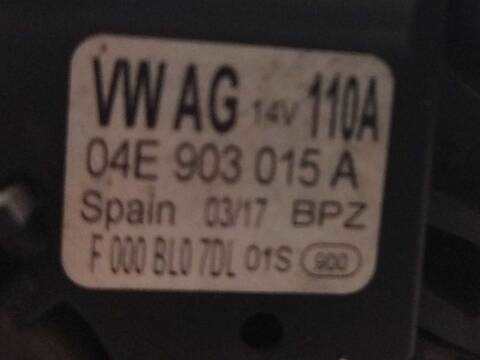 VW AG 14V 110A
04E 903 015 A
Spain 03/17 BPZ
F 000 BL0 7DL 01S 900